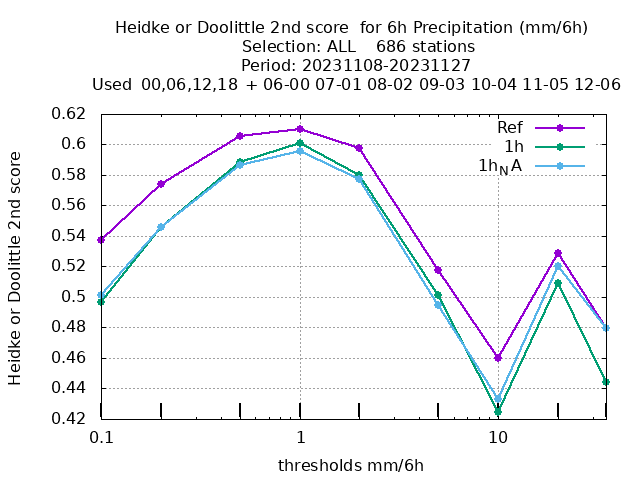 Heidke or Doolittle 2nd score  for 6h Precipitation (mm/6h)
Selection: ALL    686 stations
Period: 20231108-20231127
Used  00,06,12,18  + 06-00 07-01 08-02 09-03 10-04 11-05 12-06
0.62
0.6
0.58
0.56
0.54
0.52
0.5
0.48
0.46
0.44
0.42
Heidke or Doolittle 2nd score
Ref
1h
1hNA
0.1
1
10
thresholds mm/6h